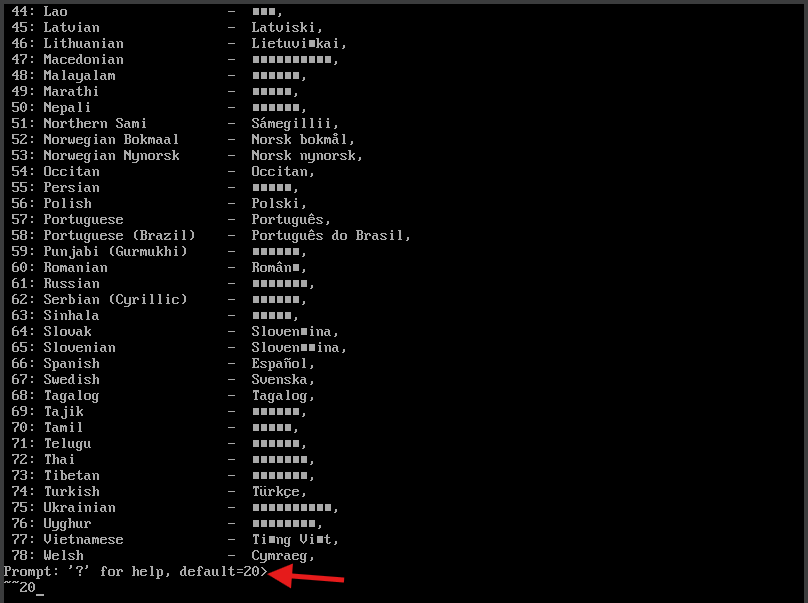 44: Lao - ■■■,
45: Latvian - Latviski,
46: Lithuanian - Lietuvi■kai,
47: Macedonian - ■■■■■■■■■■,
48: Malayalam - ■■■■■■,
49: Marathi - ■■■■■,
50: Nepali - ■■■■■■,
51: Northern Sami - Sámegillii,
52: Norwegian Bokmaal - Norsk bokmål,
53: Norwegian Nynorsk - Norsk nynorsk,
54: Occitan - Occitan,
55: Persian - ■■■■■,
56: Polish - Polski,
57: Portuguese - Português,
58: Portuguese (Brazil) - Português do Brasil,
59: Punjabi (Gurmukhi) - ■■■■■■,
60: Romanian - Român■,
61: Russian - ■■■■■■■,
62: Serbian (Cyrillic) - ■■■■■■,
63: Sinhala - ■■■■■,
64: Slovak - Sloven■ina,
65: Slovenian - Sloven■■ina,
66: Spanish - Español,
67: Swedish - Svenska,
68: Tagalog - Tagalog,
69: Tajik - ■■■■■■,
70: Tamil - ■■■■■,
71: Telugu - ■■■■■■,
72: Thai - ■■■■■■■,
73: Tibetan - ■■■■■■■,
74: Turkish - Türkçe,
75: Ukrainian - ■■■■■■■■■■,
76: Uyghur - ■■■■■■■■,
77: Vietnamese - Ti■ng Vi■t,
78: Welsh - Cymraeg,
Prompt: '?' for help, default=20>
~~20_